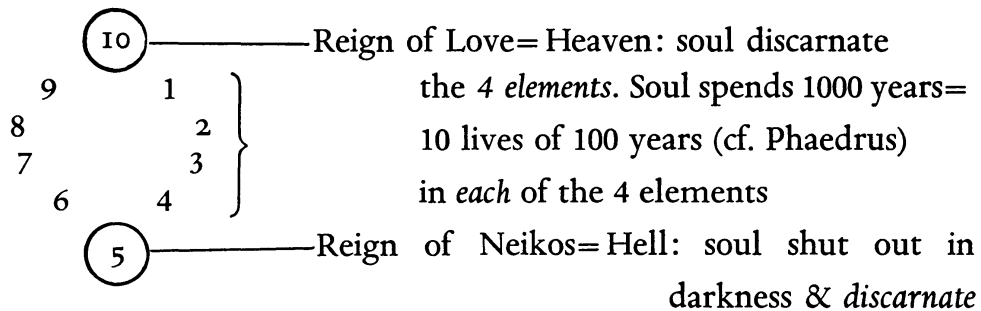 10 Reign of Love= Heaven: soul discarnate
9 1 the 4 elements. Soul spends 1000 years=
8 2 10 lives of 100 years (cf. Phaedrus)
7 3
6 4 in each of the 4 elements
5 Reign of Neikos= Hell: soul shut out in
darkness & discarnate